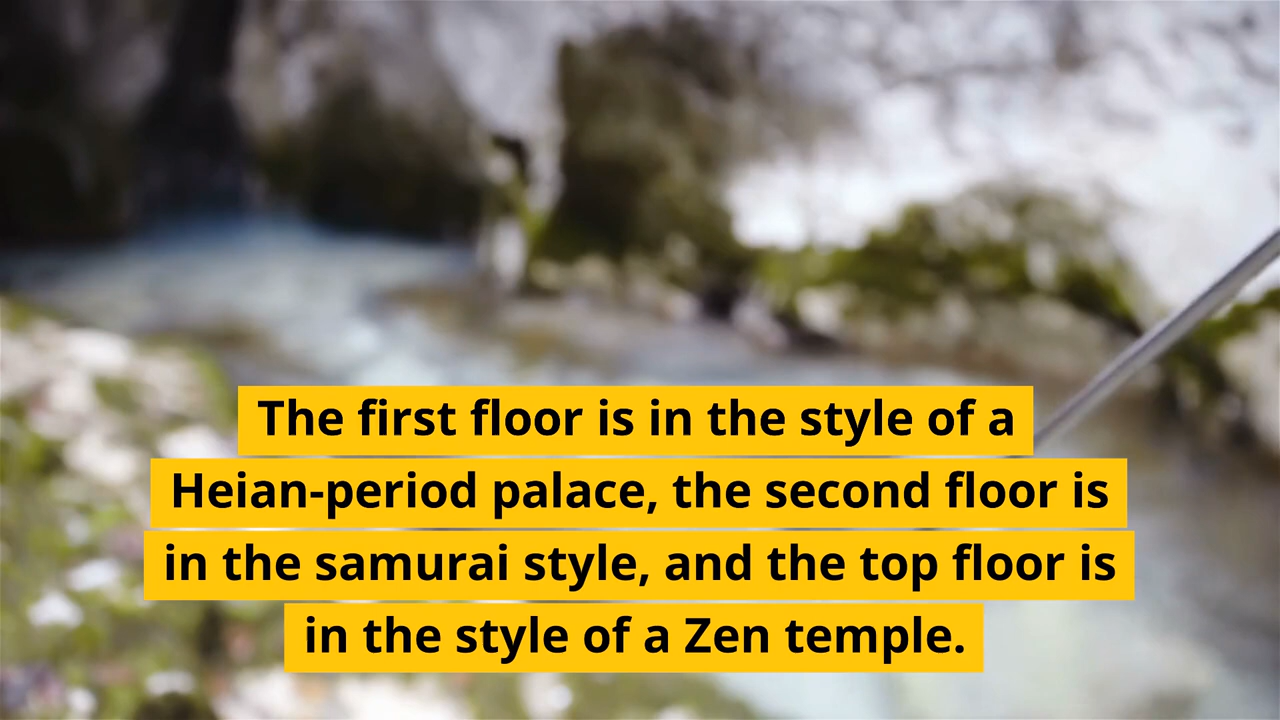 The first floor is in the style of a
Heian-period palace, the second floor is
in the samurai style, and the top floor is
in the style of a Zen temple.